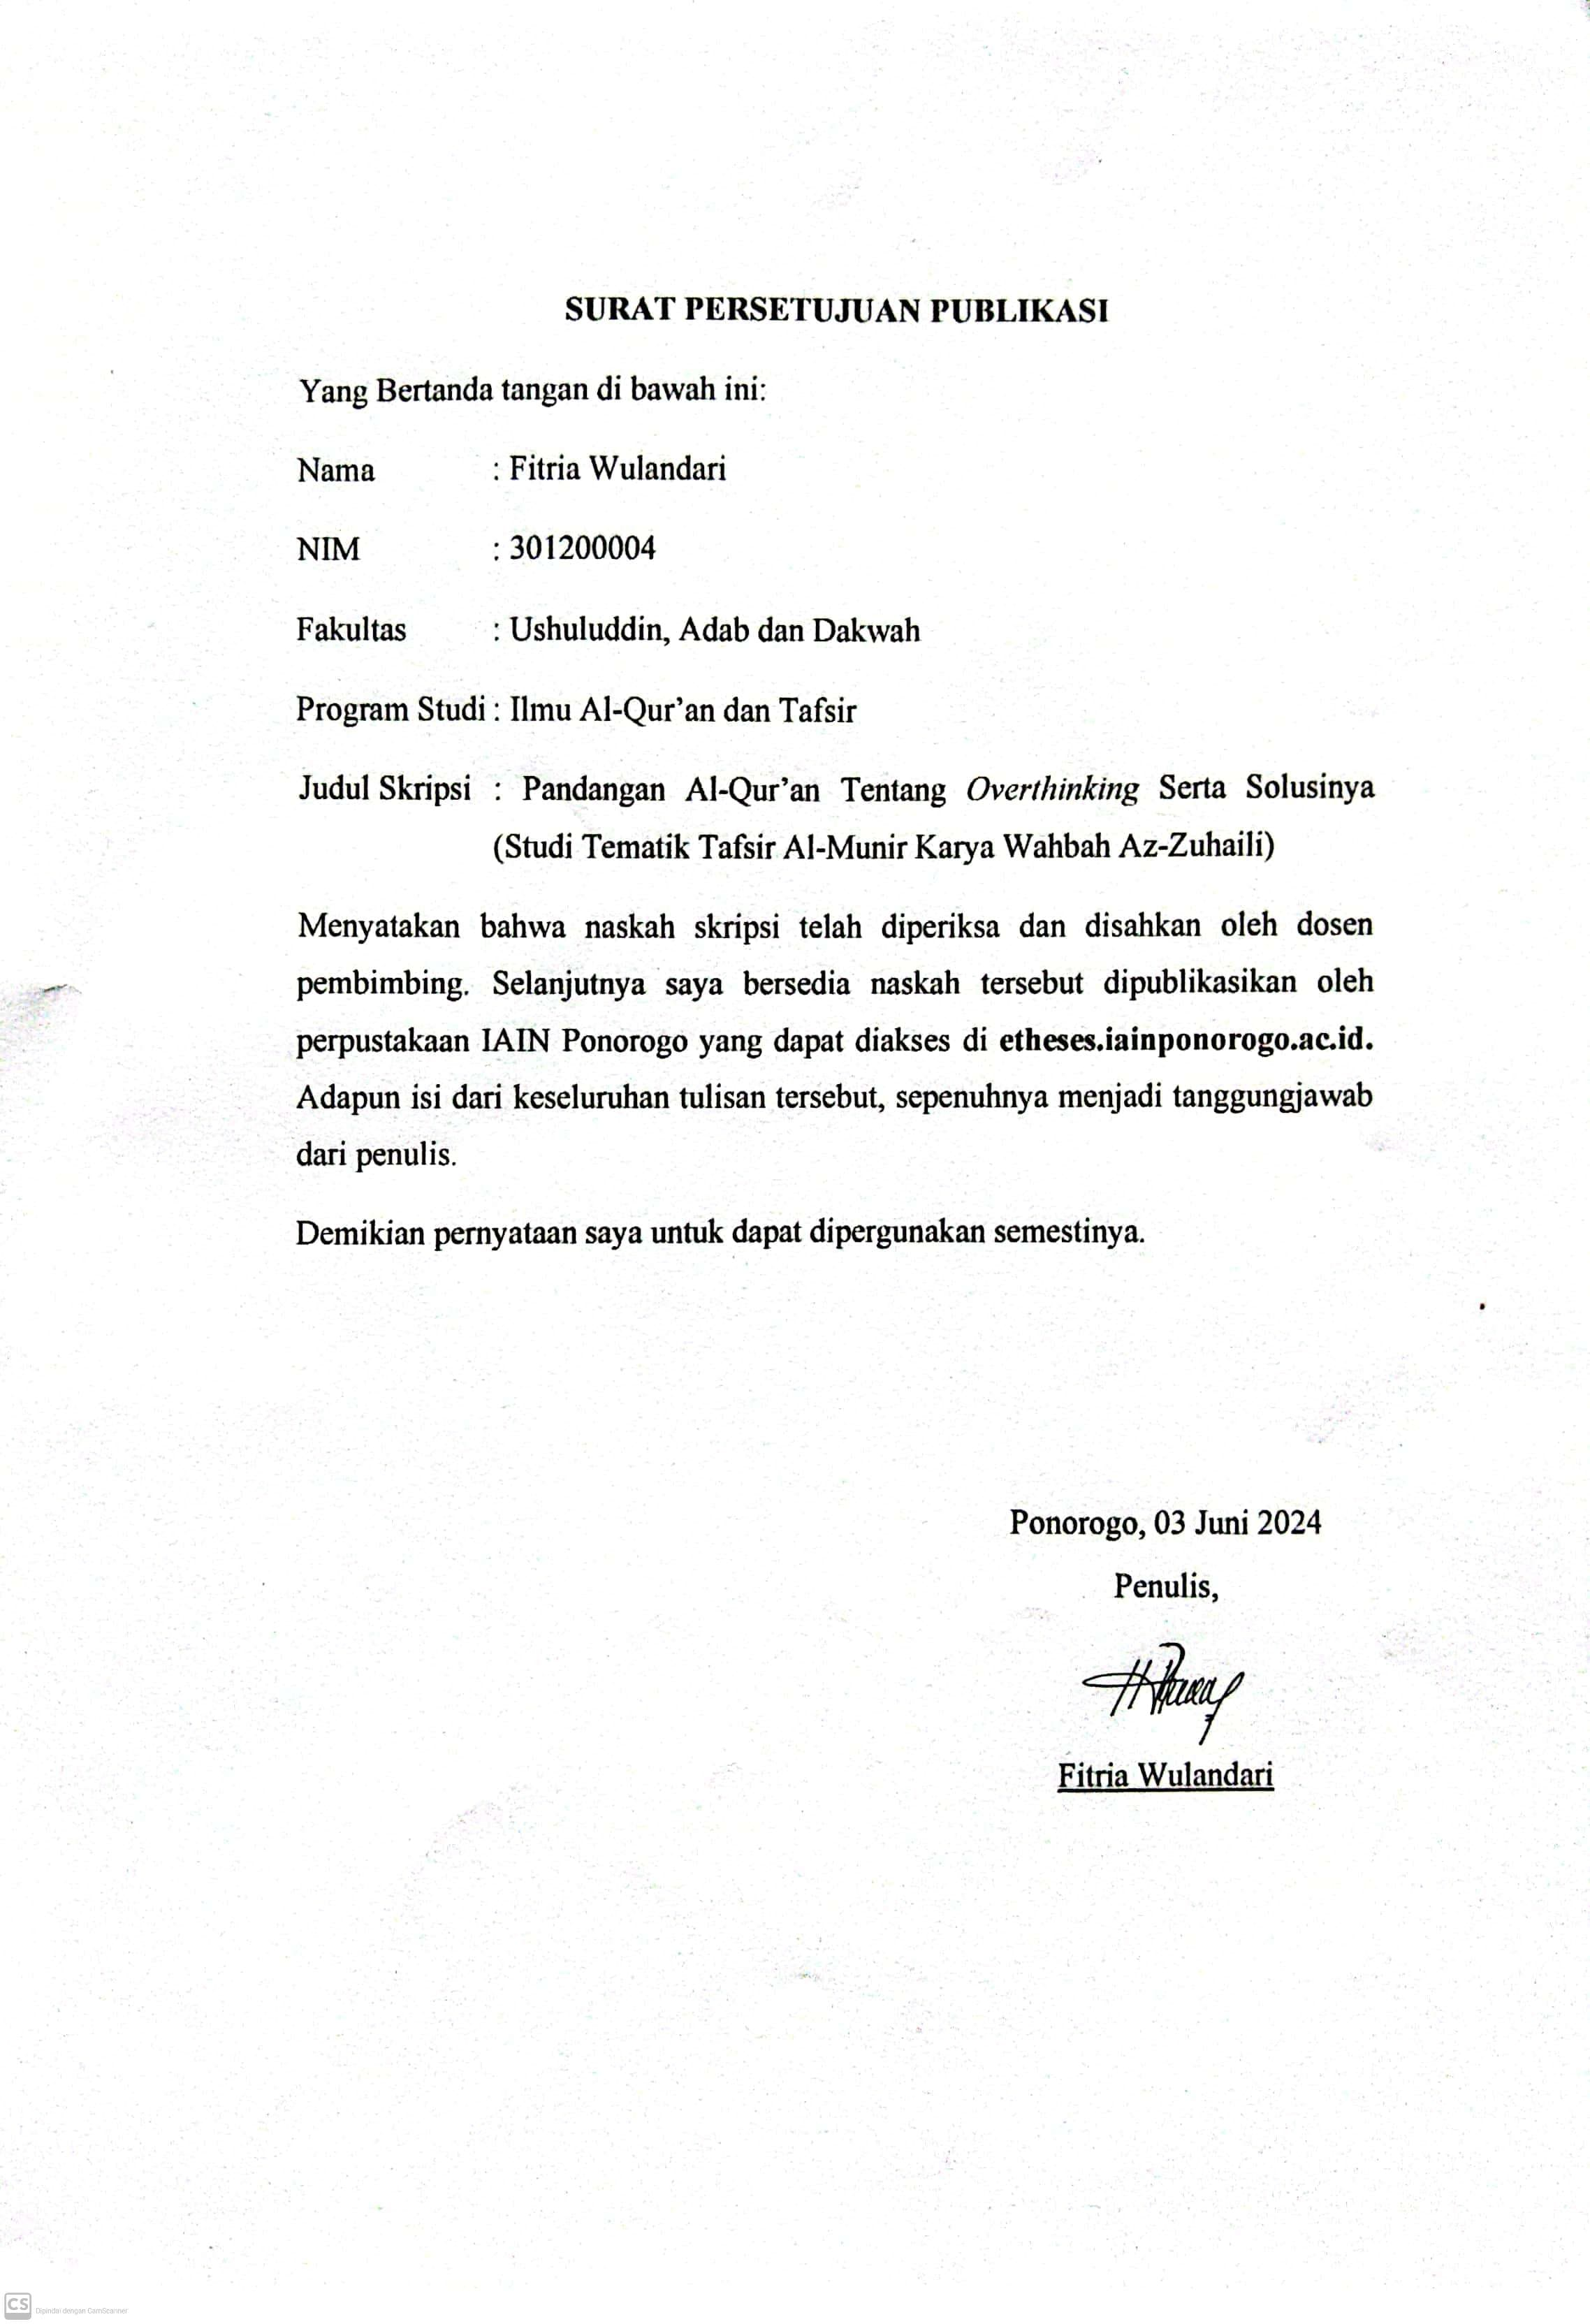 SURAT PERSETUJUAN PUBLIKASI
Yang Bertanda tangan di bawah ini:
Nama : Fitria Wulandari
NIM : 301200004
Fakultas : Ushuluddin, Adab dan Dakwah
Program Studi : Ilmu Al-Qur'an dan Tafsir
Judul Skripsi : Pandangan Al-Qur'an Tentang Overthinking Serta Solusinya
(Studi Tematik Tafsir Al-Munir Karya Wahbah Az-Zuhaili)
Menyatakan bahwa naskah skripsi telah diperiksa dan disahkan oleh dosen
pembimbing. Selanjutnya saya bersedia naskah tersebut dipublikasikan oleh
perpustakaan IAIN Ponorogo yang dapat diakses di etheses.iainponorogo.ac.id.
Adapun isi dari keseluruhan tulisan tersebut, sepenuhnya menjadi tanggungjawab
dari penulis.
Demikian pernyataan saya untuk dapat dipergunakan semestinya.
Ponorogo, 03 Juni 2024
Penulis,
Fitria Wulandari
CS Dipindai dengan CamScanner